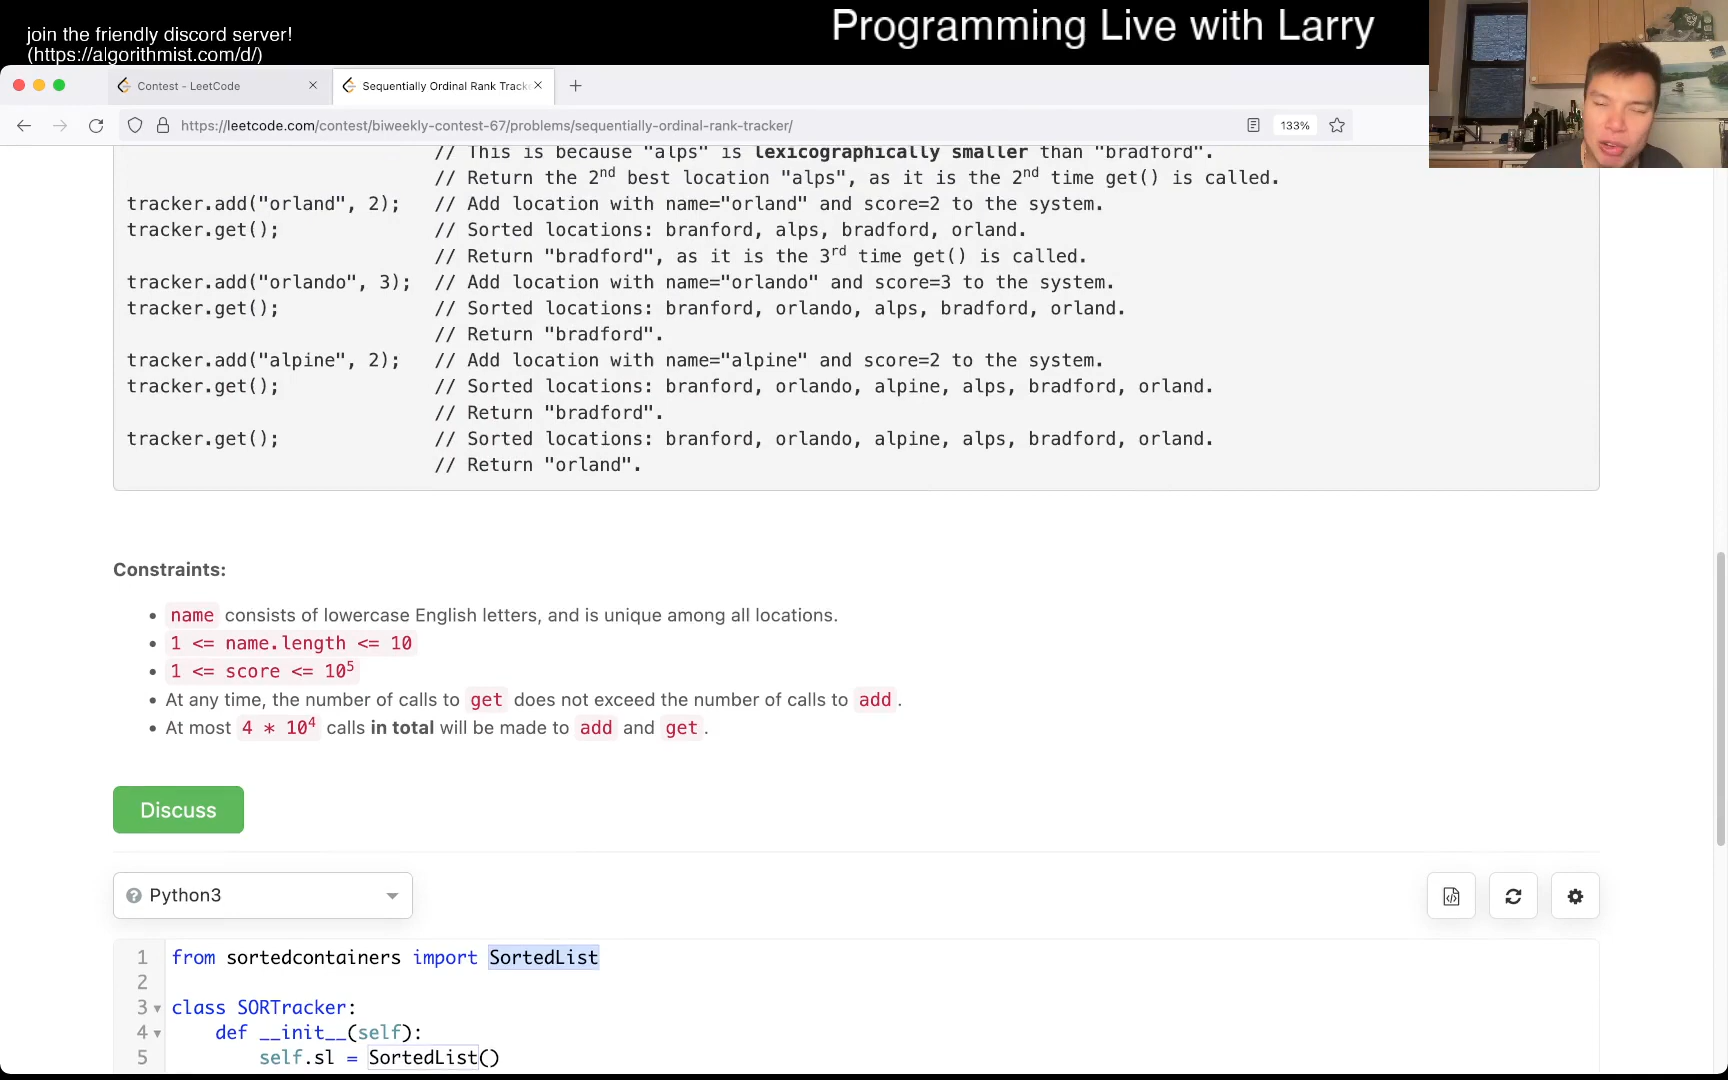 join the friendly discord server!
(https://algorithmist.com/d/)
Programming Live with Larry
Contest - LeetCode
Sequentially Ordinal Rank Track
https://leetcode.com/contest/biweekly-contest-67/problems/sequentially-ordinal-rank-tracker/
133%
// This is because "alps" is lexicographically smaller than "bradford".
// Return the 2nd best location "alps", as it is the 2nd time get() is called.
tracker.add("orland", 2); // Add location with name="orland" and score=2 to the system.
tracker.get(); // Sorted locations: branford, alps, bradford, orland.
// Return "bradford", as it is the 3rd time get() is called.
tracker.add("orlando", 3); // Add location with name="orlando" and score=3 to the system.
tracker.get(); // Sorted locations: branford, orlando, alps, bradford, orland.
// Return "bradford".
tracker.add("alpine", 2); // Add location with name="alpine" and score=2 to the system.
tracker.get(); // Sorted locations: branford, orlando, alpine, alps, bradford, orland.
// Return "bradford".
tracker.get(); // Sorted locations: branford, orlando, alpine, alps, bradford, orland.
// Return "orland".
Constraints:
• name consists of lowercase English letters, and is unique among all locations.
• 1 <= name.length <= 10
• 1 <= score <= 10⁵
• At any time, the number of calls to get does not exceed the number of calls to add.
• At most 4 * 10⁴ calls in total will be made to add and get.
Discuss
Python3
1 from sortedcontainers import SortedList
2
3 class SORTracker:
4 def __init__(self):
5 self.sl = SortedList()